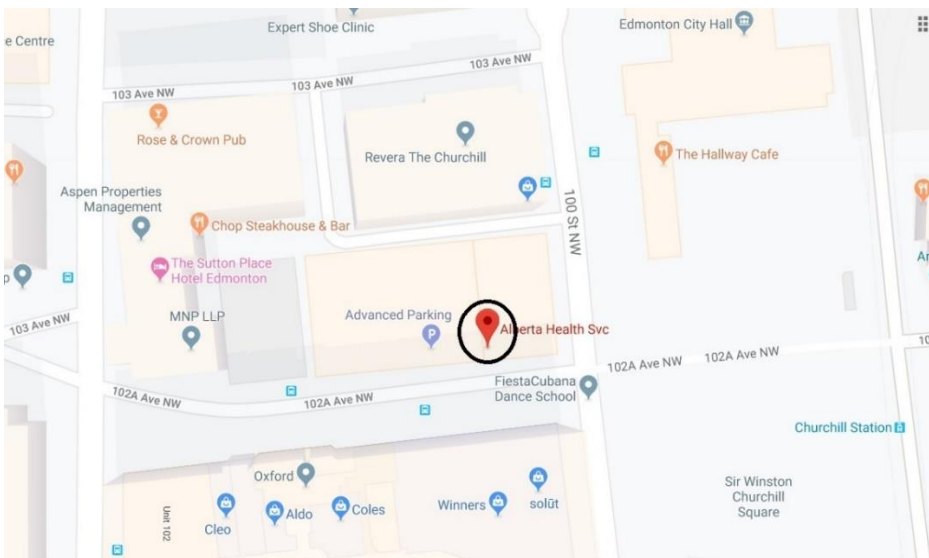 Expert Shoe Clinic
Edmonton City Hall
e Centre
103 Ave NW
103 Ave NW
103 Ave NW
Rose & Crown Pub
Revera The Churchill
The Hallway Cafe
Aspen Properties
Management
100 St NW
Chop Steakhouse & Bar
The Sutton Place
Hotel Edmonton
p
Ar
103 Ave NW
MNP LLP
Advanced Parking
P
Alberta Health Svc
10
102A Ave NW
102A Ave NW
102A Ave NW
102A Ave NW
FiestaCubana
Dance School
Churchill Station
Oxford
Sir Winston
Churchill
Square
Unit 102
Cleo
Aldo
Coles
Winners
solūt